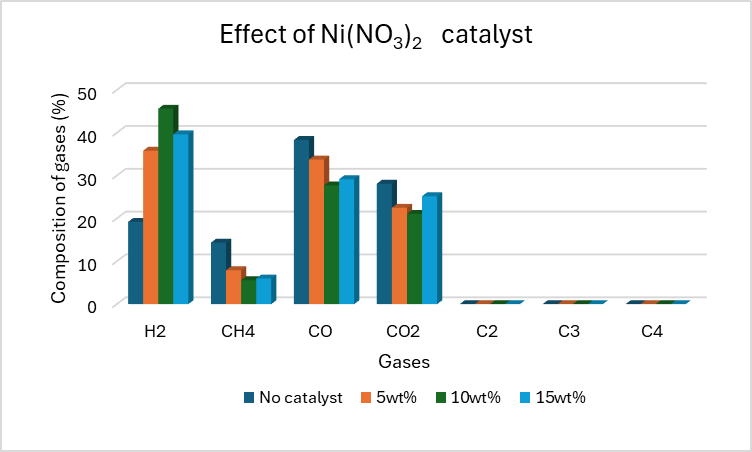 Effect of Ni(NO3)2 catalyst
Composition of gases (%)
50
40
30
20
10
0
H2 CH4 CO CO2 C2 C3 C4
Gases
No catalyst 5wt% 10wt% 15wt%